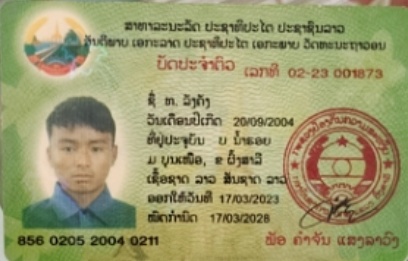 ສາທາລະນະລັດ ປະຊາທິປະໄຕ ປະຊາຊົນລາວ
ສັນຕິພາບ ເອກະລາດ ປະຊາທິປະໄຕ ເອກະພາບ ວັດທະນະຖາວອນ
ບັດປະຈຳຕົວ ເລກທີ 02-23 001873
ຊື່ ທ. ລັງຄັງ
ວັນເດືອນປີເກີດ 20/09/2004
ທີ່ຢູ່ປະຈຸບັນ ບ ນ້ຳຮອຍ
ມ ບຸນເໜືອ, ຂ ຜົ້ງສາລີ
ເຊື້ອຊາດ ລາວ ສັນຊາດ ລາວ
ອອກໃຫ້ວັນທີ 17/03/2023
ໝົດກຳນົດ 17/03/2028
856 0205 2004 0211
ພັອ ຄຳຈັນ ແສງລາວົງ